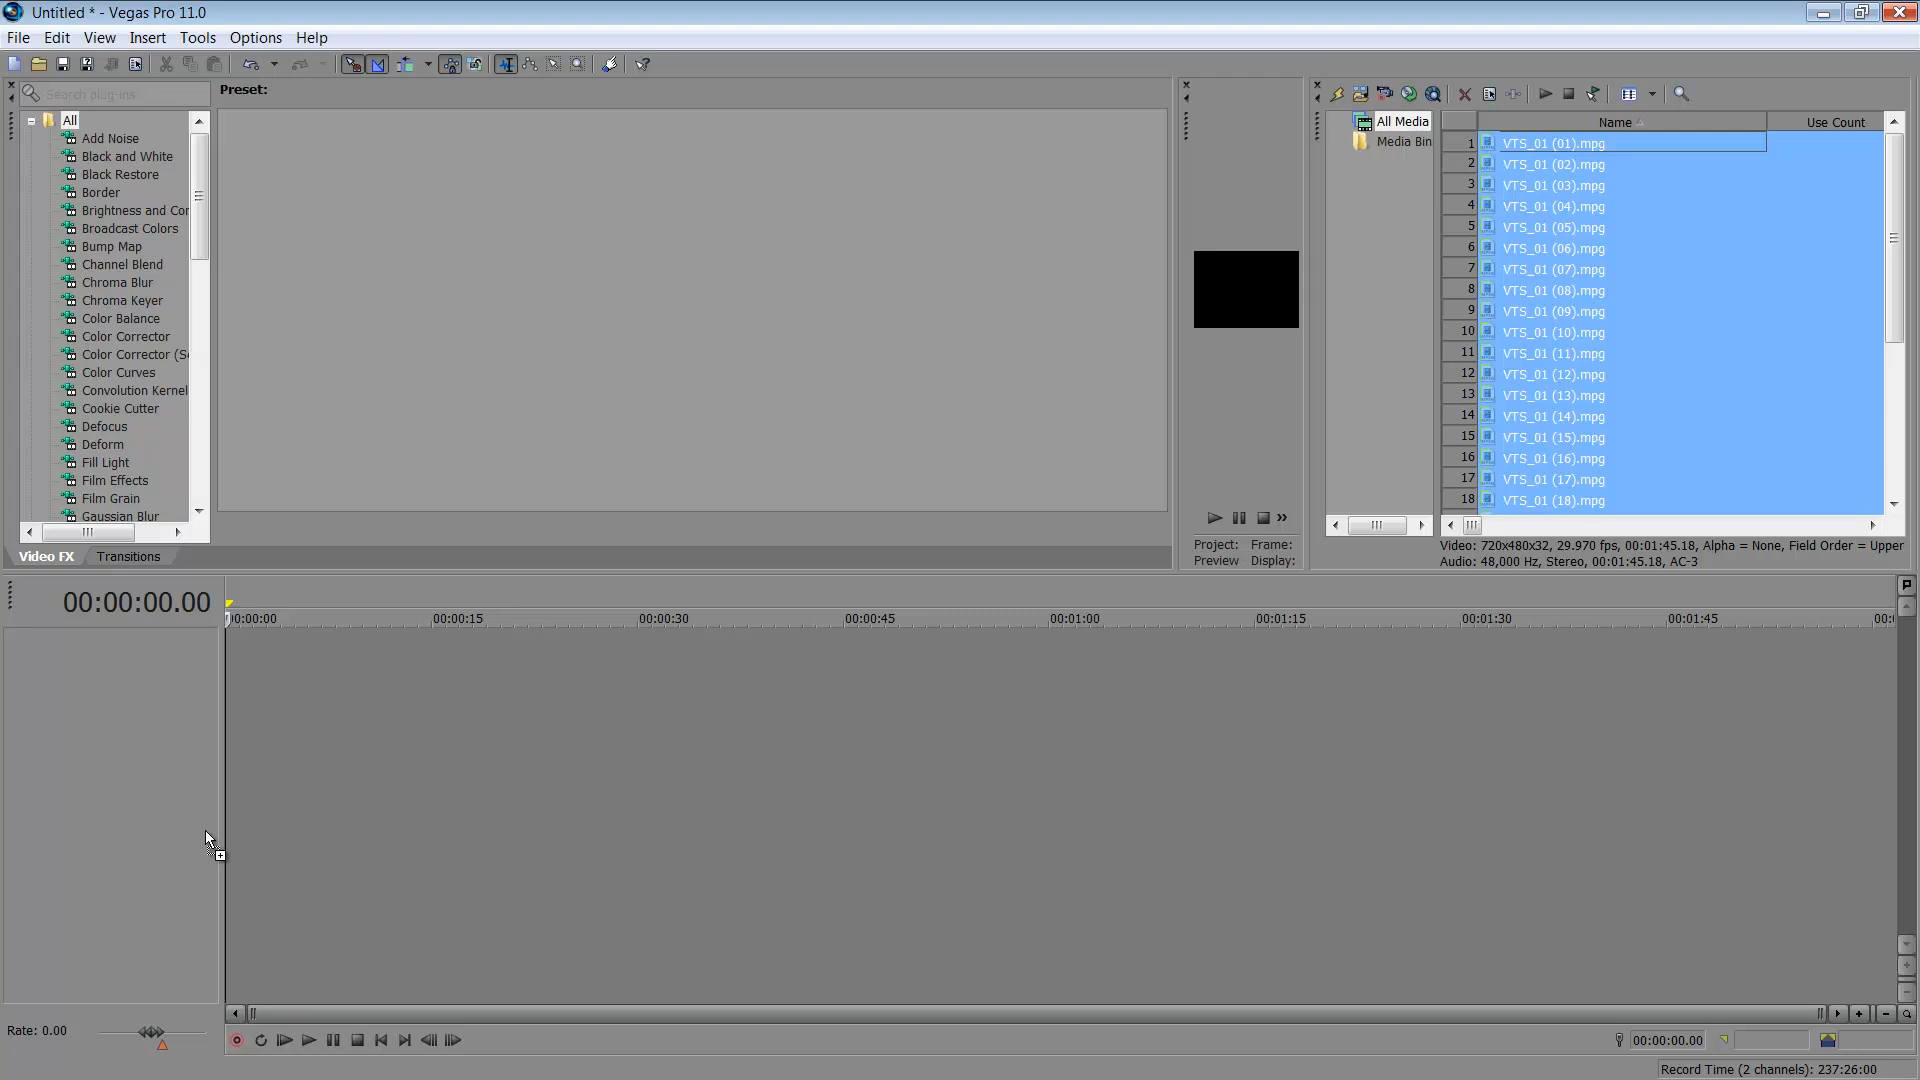 Untitled * - Vegas Pro 11.0
File Edit View Insert Tools Options Help
Search plug-ins
Preset:
All
Add Noise
Black and White
Black Restore
Border
Brightness and Cor
Broadcast Colors
Bump Map
Channel Blend
Chroma Blur
Chroma Keyer
Color Balance
Color Corrector
Color Corrector (S
Color Curves
Convolution Kernel
Cookie Cutter
Defocus
Deform
Fill Light
Film Effects
Film Grain
Gaussian Blur
Video FX Transitions
Project: Frame:
Preview Display:
All Media
Media Bin
Name Use Count
1 VTS_01 (01).mpg
2 VTS_01 (02).mpg
3 VTS_01 (03).mpg
4 VTS_01 (04).mpg
5 VTS_01 (05).mpg
6 VTS_01 (06).mpg
7 VTS_01 (07).mpg
8 VTS_01 (08).mpg
9 VTS_01 (09).mpg
10 VTS_01 (10).mpg
11 VTS_01 (11).mpg
12 VTS_01 (12).mpg
13 VTS_01 (13).mpg
14 VTS_01 (14).mpg
15 VTS_01 (15).mpg
16 VTS_01 (16).mpg
17 VTS_01 (17).mpg
18 VTS_01 (18).mpg
Video: 720x480x32, 29.970 fps, 00:01:45.18, Alpha = None, Field Order = Upper
Audio: 48,000 Hz, Stereo, 00:01:45.18, AC-3
00:00:00.00
00:00:00 00:00:15 00:00:30 00:00:45 00:01:00 00:01:15 00:01:30 00:01:45 00:0
Rate: 0.00
00:00:00.00
Record Time (2 channels): 237:26:00